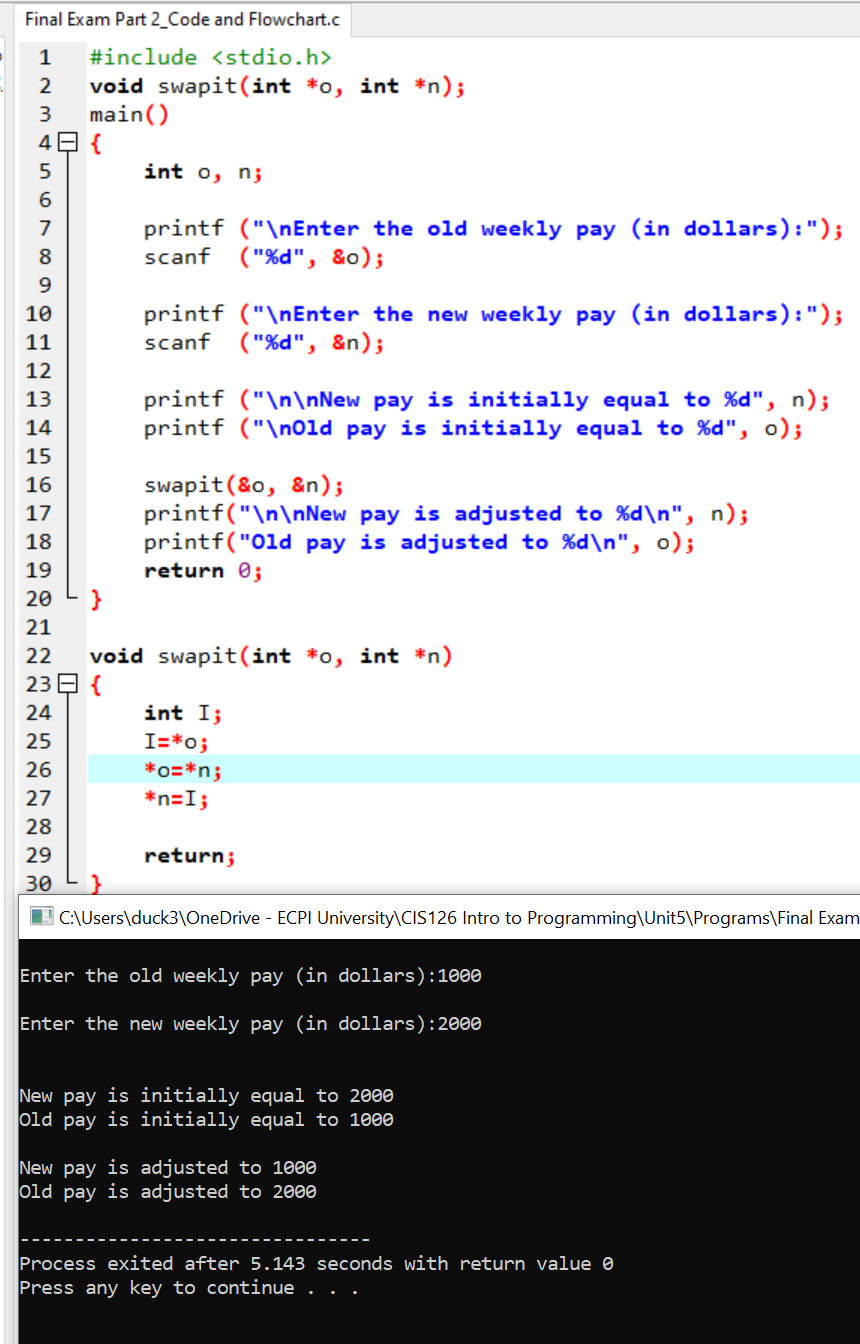 Final Exam Part 2_Code and Flowchart.c
1 #include <stdio.h>
2 void swapit(int *o, int *n);
3 main()
4 {
5     int o, n;
6
7     printf ("\nEnter the old weekly pay (in dollars):");
8     scanf  ("%d", &o);
9
10     printf ("\nEnter the new weekly pay (in dollars):");
11     scanf  ("%d", &n);
12
13     printf ("\n\nNew pay is initially equal to %d", n);
14     printf ("\nOld pay is initially equal to %d", o);
15
16     swapit(&o, &n);
17     printf("\n\nNew pay is adjusted to %d\n", n);
18     printf("Old pay is adjusted to %d\n", o);
19     return 0;
20 }
21
22 void swapit(int *o, int *n)
23 {
24     int I;
25     I=*o;
26     *o=*n;
27     *n=I;
28
29     return;
30 }
C:\Users\duck3\OneDrive - ECPI University\CIS126 Intro to Programming\Unit5\Programs\Final Exam
Enter the old weekly pay (in dollars):1000
Enter the new weekly pay (in dollars):2000
New pay is initially equal to 2000
Old pay is initially equal to 1000
New pay is adjusted to 1000
Old pay is adjusted to 2000
--------------------------------
Process exited after 5.143 seconds with return value 0
Press any key to continue . . .